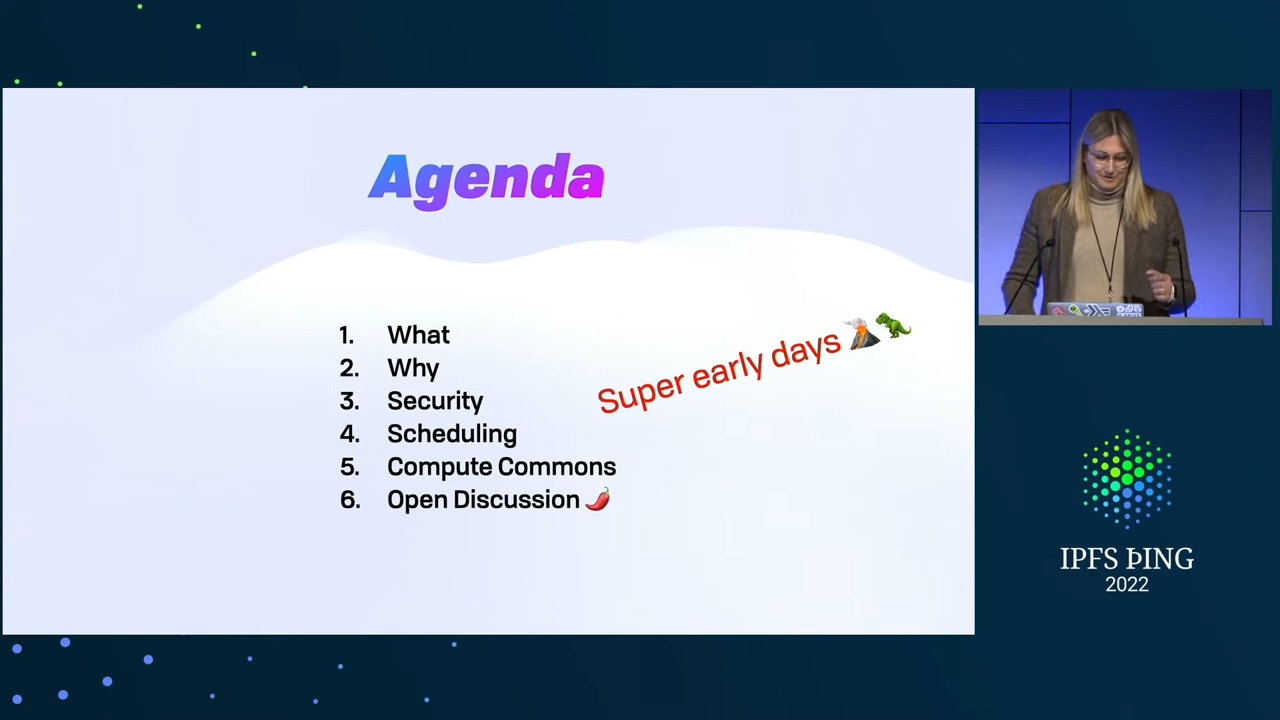 Agenda
1. What
2. Why
3. Security
4. Scheduling
5. Compute Commons
6. Open Discussion 🌶️
Super early days 🌋🦖
IPFS ÞING
2022